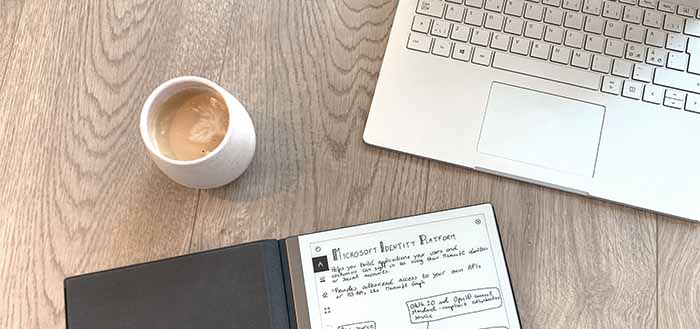 MICROSOFT IDENTITY PLATFORM
Helps you build applications your users and
customers can sign in to using their Microsoft identities
or social accounts.
- Provides authorized access to your own APIs
or MS APIs, like Microsoft Graph
OAuth 2.0 and OpenID connect
standard-compliant authentication
service